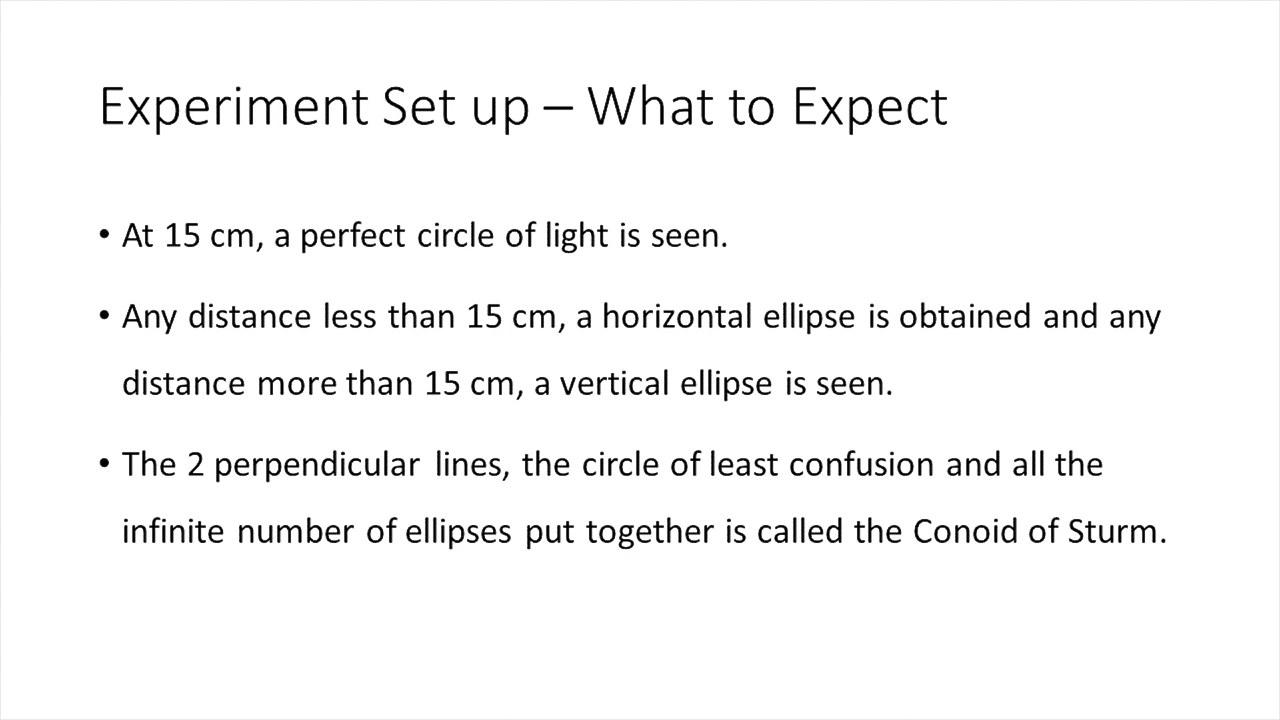 Experiment Set up – What to Expect
• At 15 cm, a perfect circle of light is seen.
• Any distance less than 15 cm, a horizontal ellipse is obtained and any
distance more than 15 cm, a vertical ellipse is seen.
• The 2 perpendicular lines, the circle of least confusion and all the
infinite number of ellipses put together is called the Conoid of Sturm.